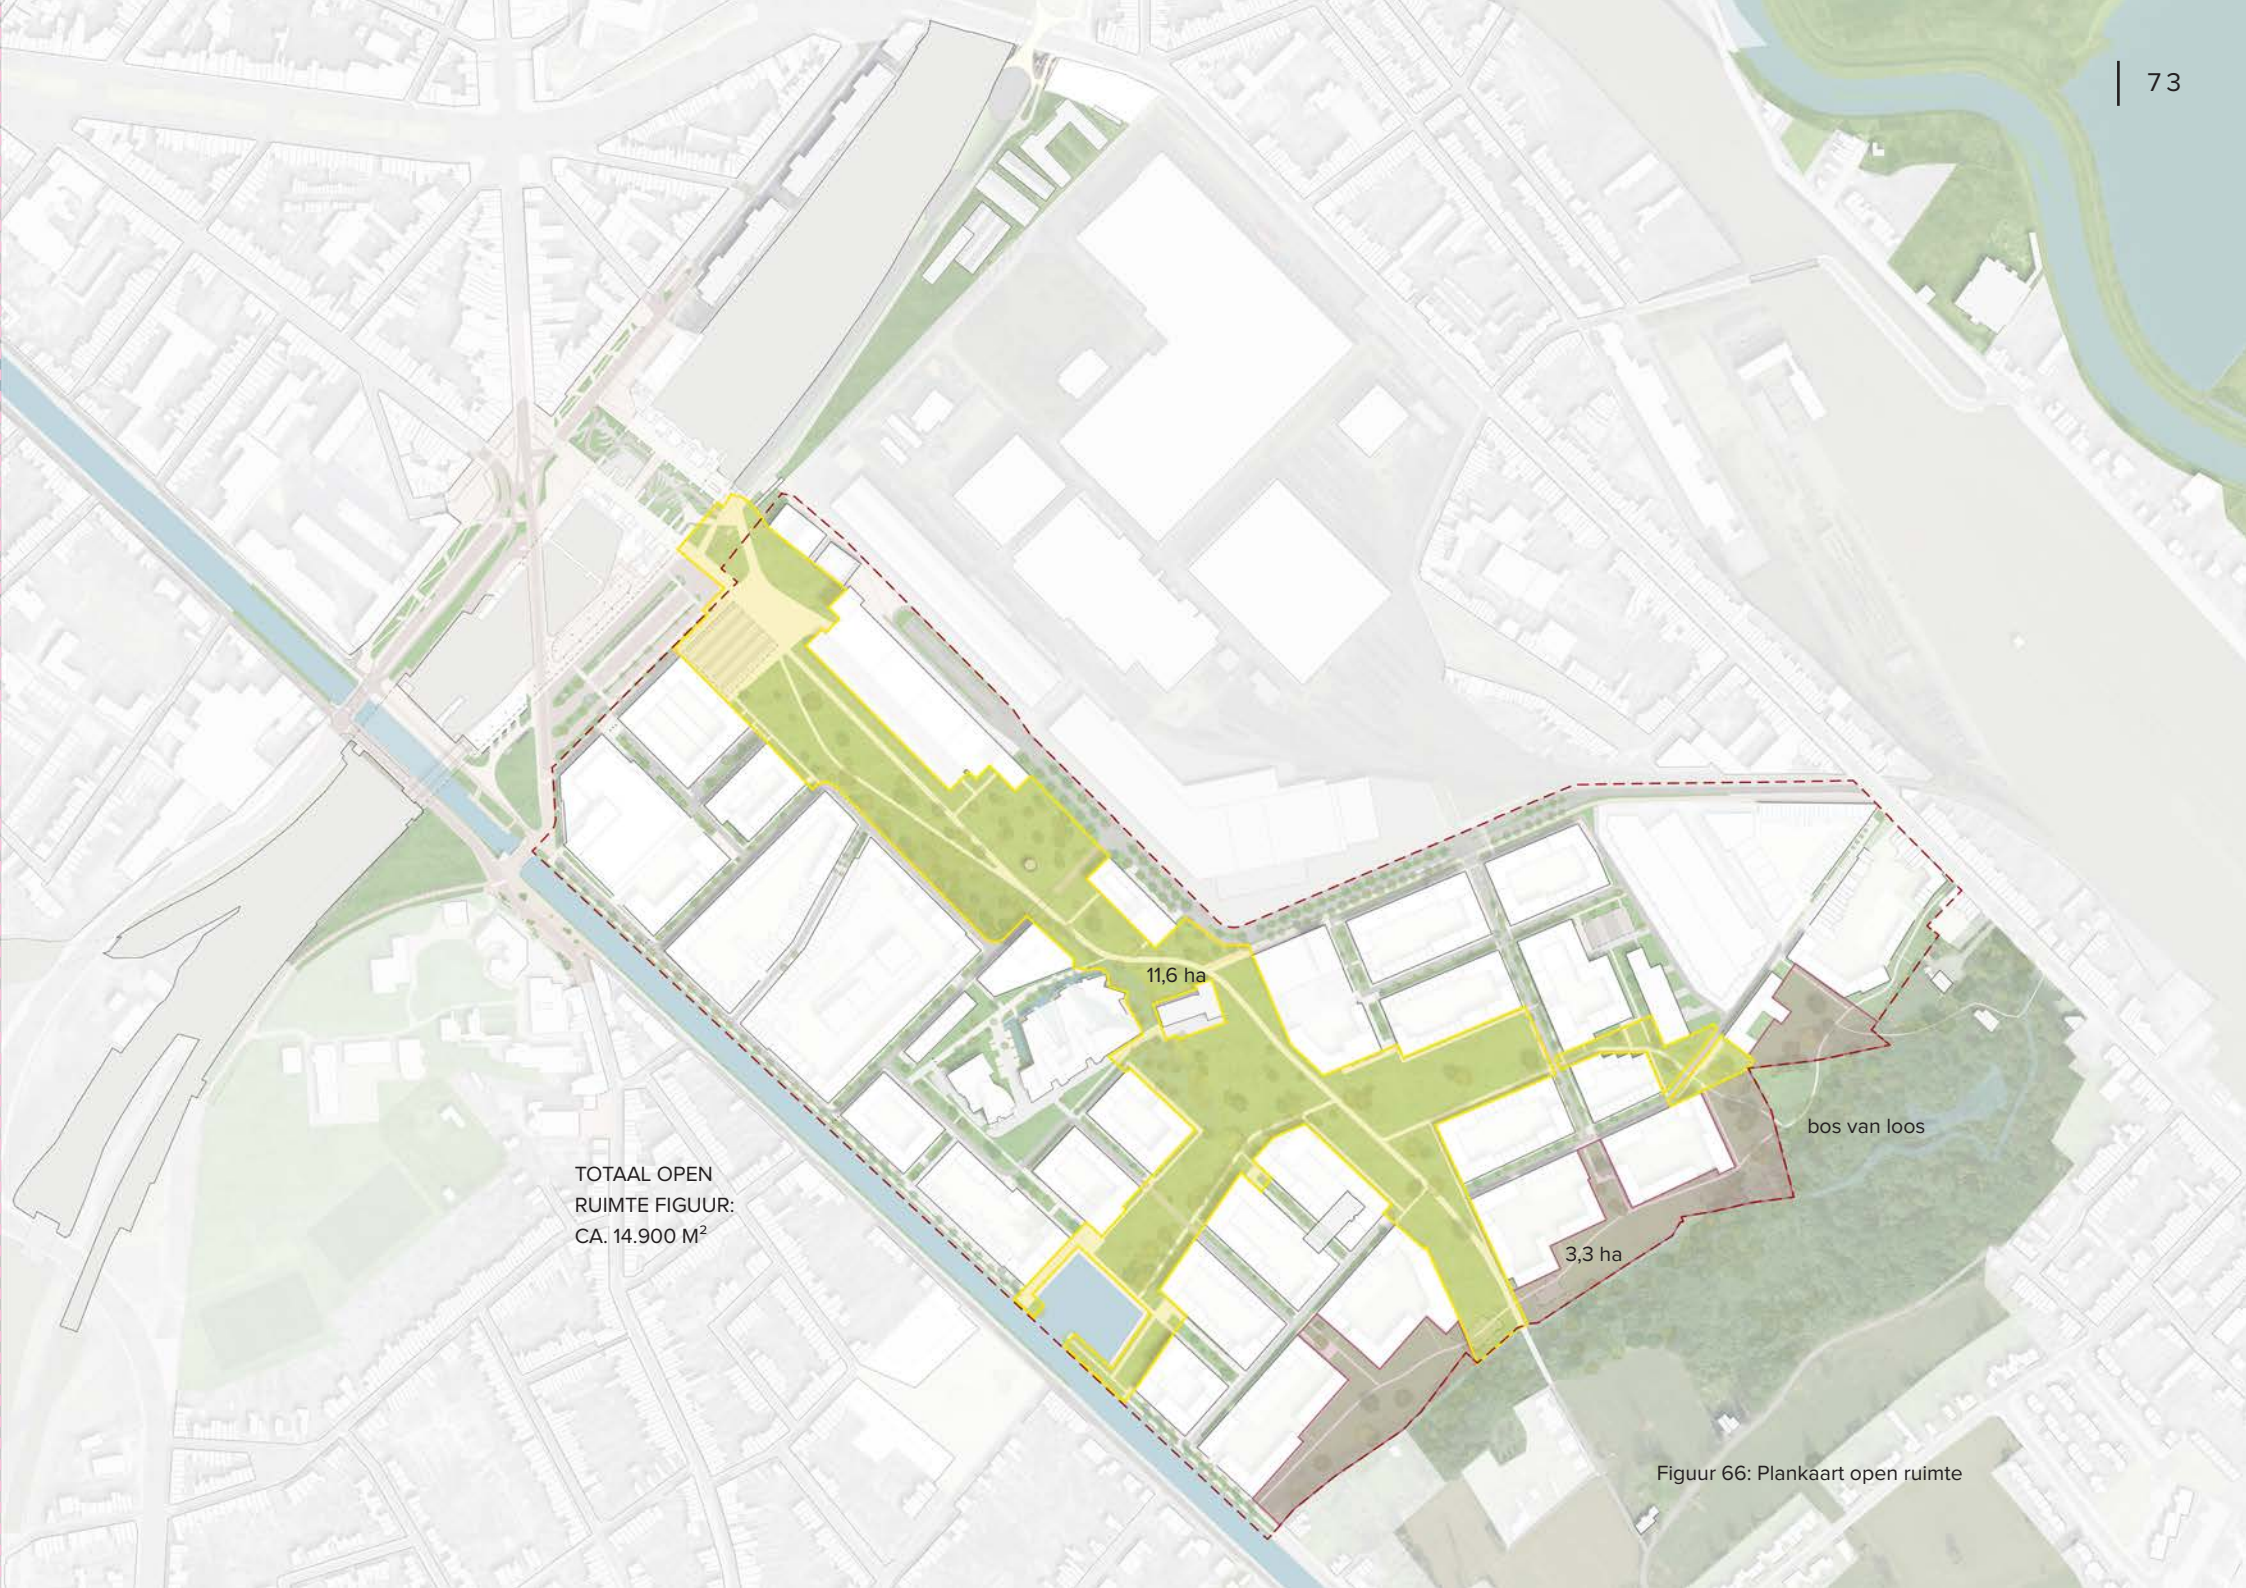 73
11,6 ha
bos van loos
TOTAAL OPEN
RUIMTE FIGUUR:
CA. 14.900 M²
3,3 ha
Figuur 66: Plankaart open ruimte